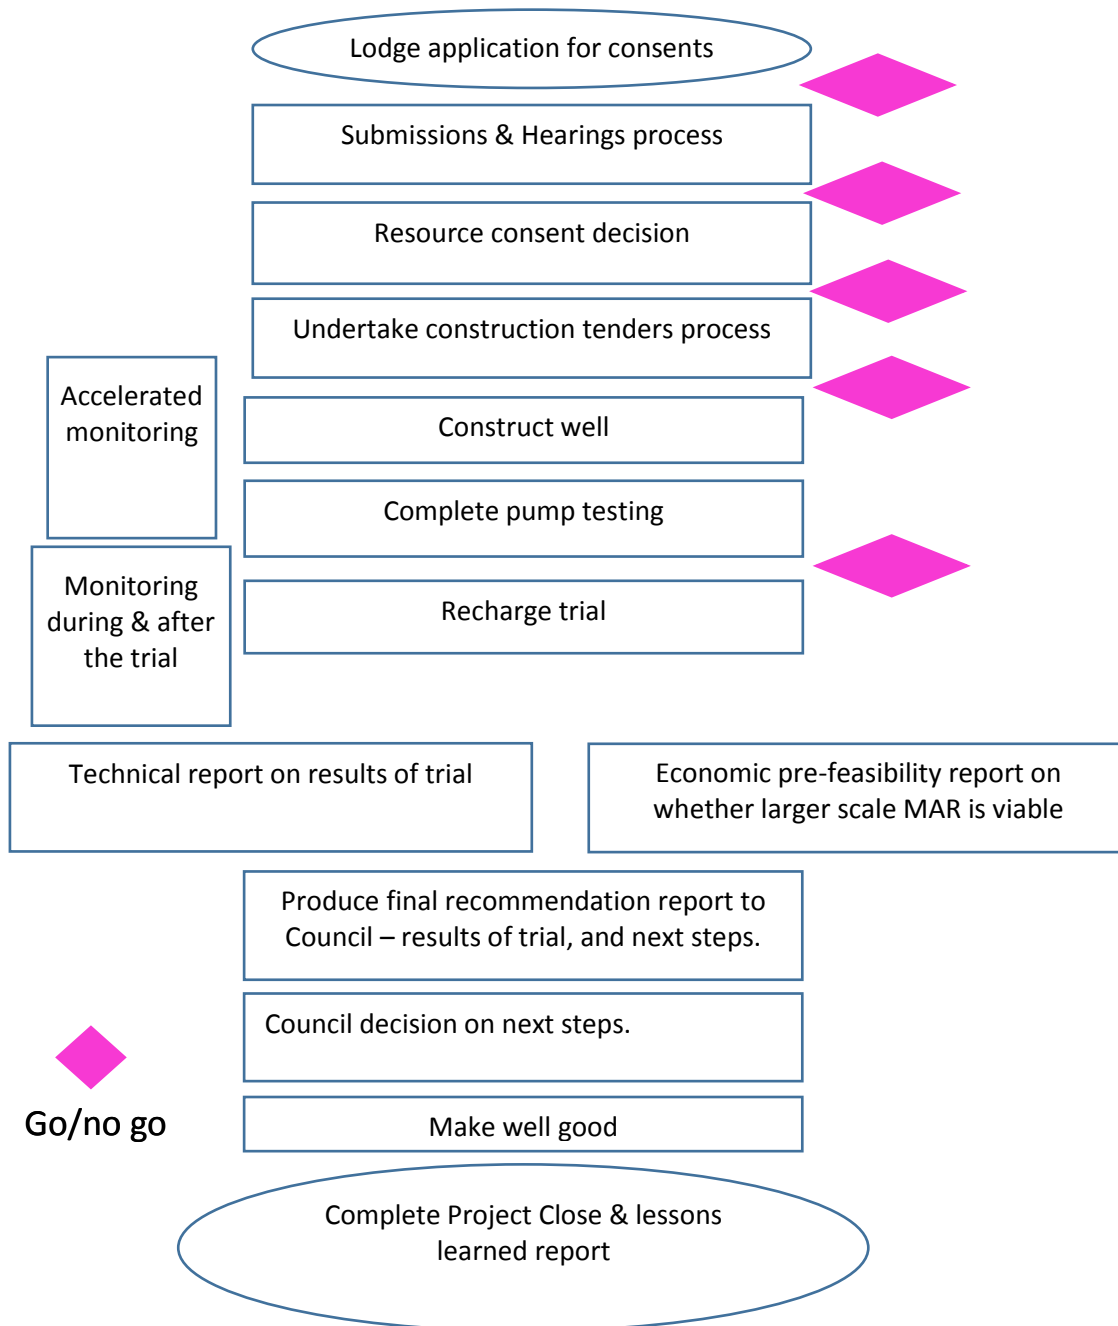 Lodge application for consents
Submissions & Hearings process
Resource consent decision
Undertake construction tenders process
Accelerated
monitoring
Construct well
Complete pump testing
Monitoring
during & after
the trial
Recharge trial
Technical report on results of trial
Economic pre-feasibility report on
whether larger scale MAR is viable
Produce final recommendation report to
Council – results of trial, and next steps.
Council decision on next steps.
Go/no go
Make well good
Complete Project Close & lessons
learned report